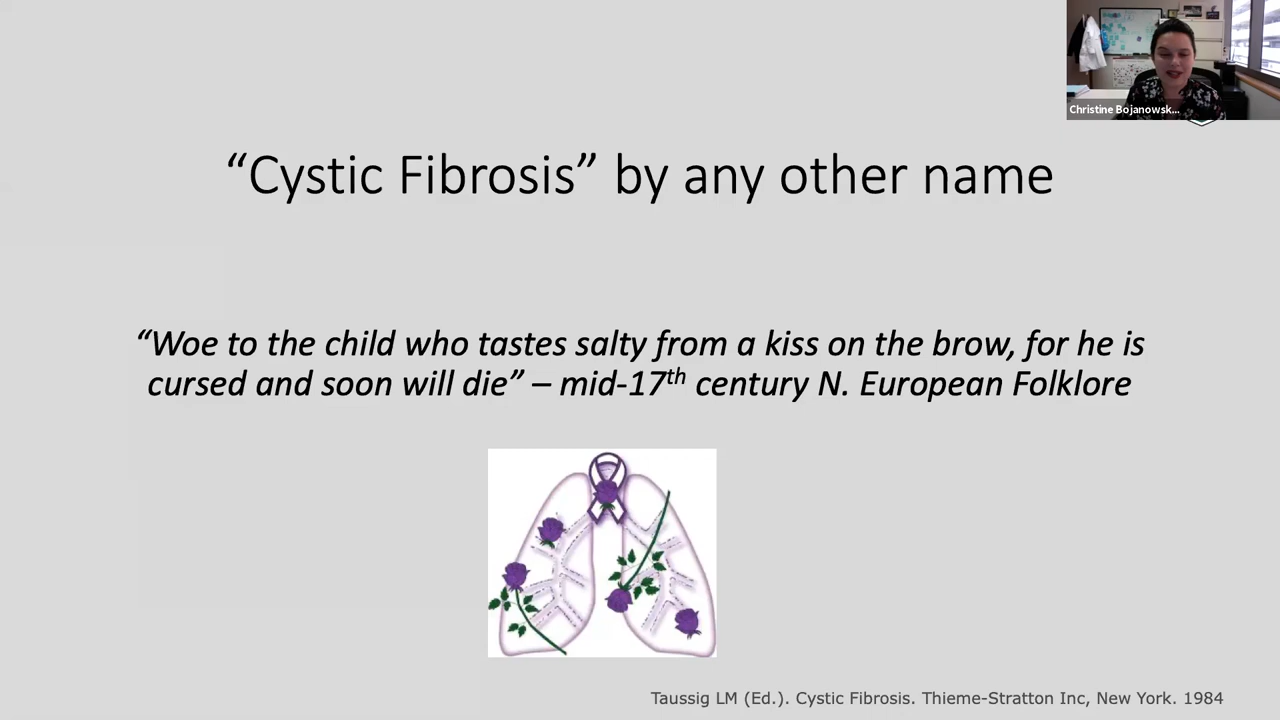 Christine Bojanowsk...
“Cystic Fibrosis” by any other name
“Woe to the child who tastes salty from a kiss on the brow, for he is
cursed and soon will die” – mid-17th century N. European Folklore
Taussig LM (Ed.). Cystic Fibrosis. Thieme-Stratton Inc, New York. 1984